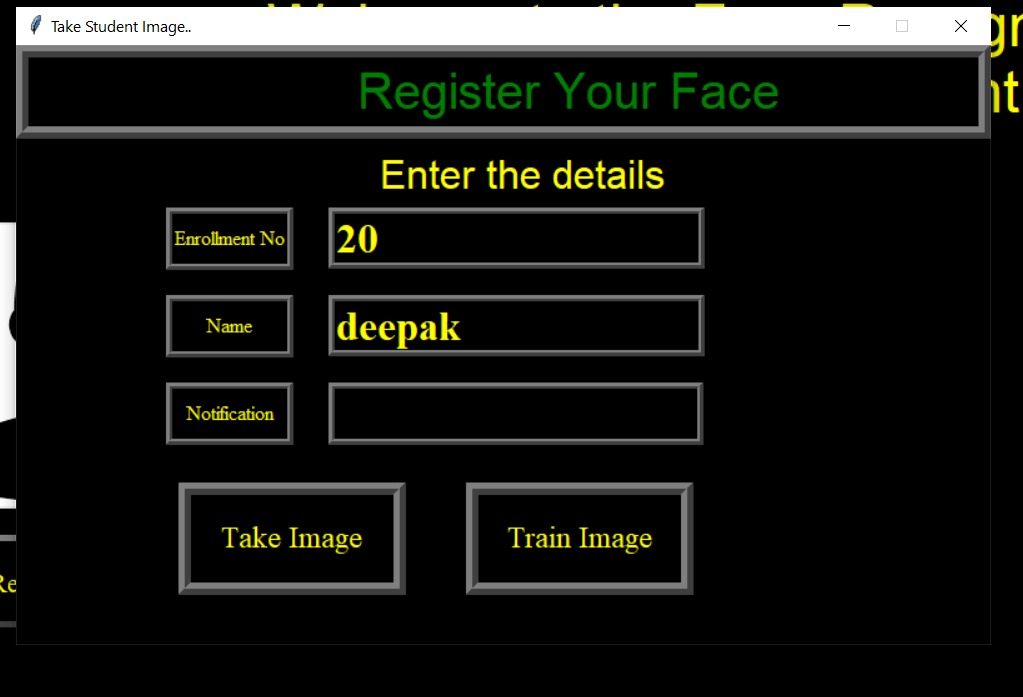 Take Student Image..
Register Your Face
Enter the details
Enrollment No
20
Name
deepak
Notification
Take Image
Train Image